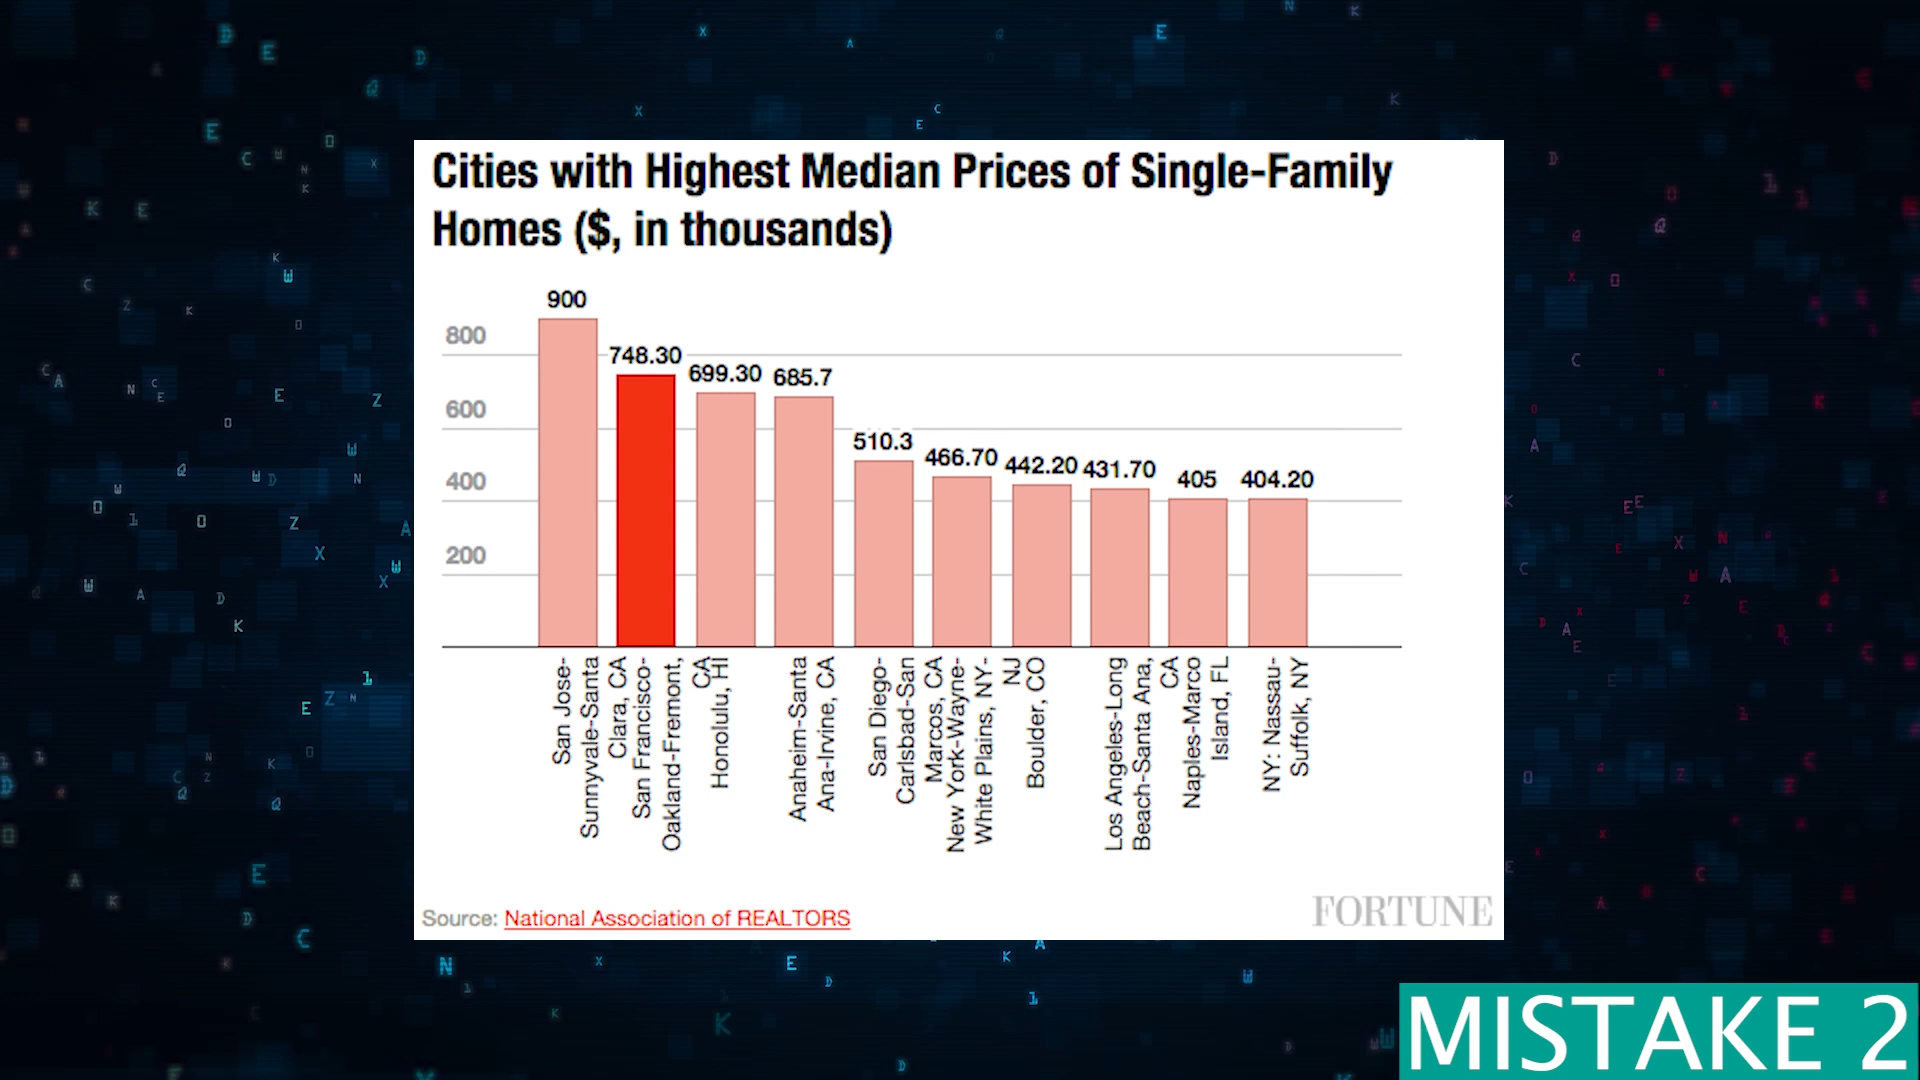 Cities with Highest Median Prices of Single-Family
Homes ($, in thousands)
900
800
748.30
699.30
685.7
600
510.3
466.70
442.20
431.70
400
405
404.20
200
San Jose-
Sunnyvale-Santa
Clara, CA
San Francisco-
Oakland-Fremont,
CA
Honolulu, HI
Anaheim-Santa
Ana-Irvine, CA
San Diego-
Carlsbad-San
Marcos, CA
New York-Wayne-
White Plains, NY-
NJ
Boulder, CO
Los Angeles-Long
Beach-Santa Ana,
CA
Naples-Marco
Island, FL
NY: Nassau-
Suffolk, NY
Source: National Association of REALTORS
FORTUNE
MISTAKE 2